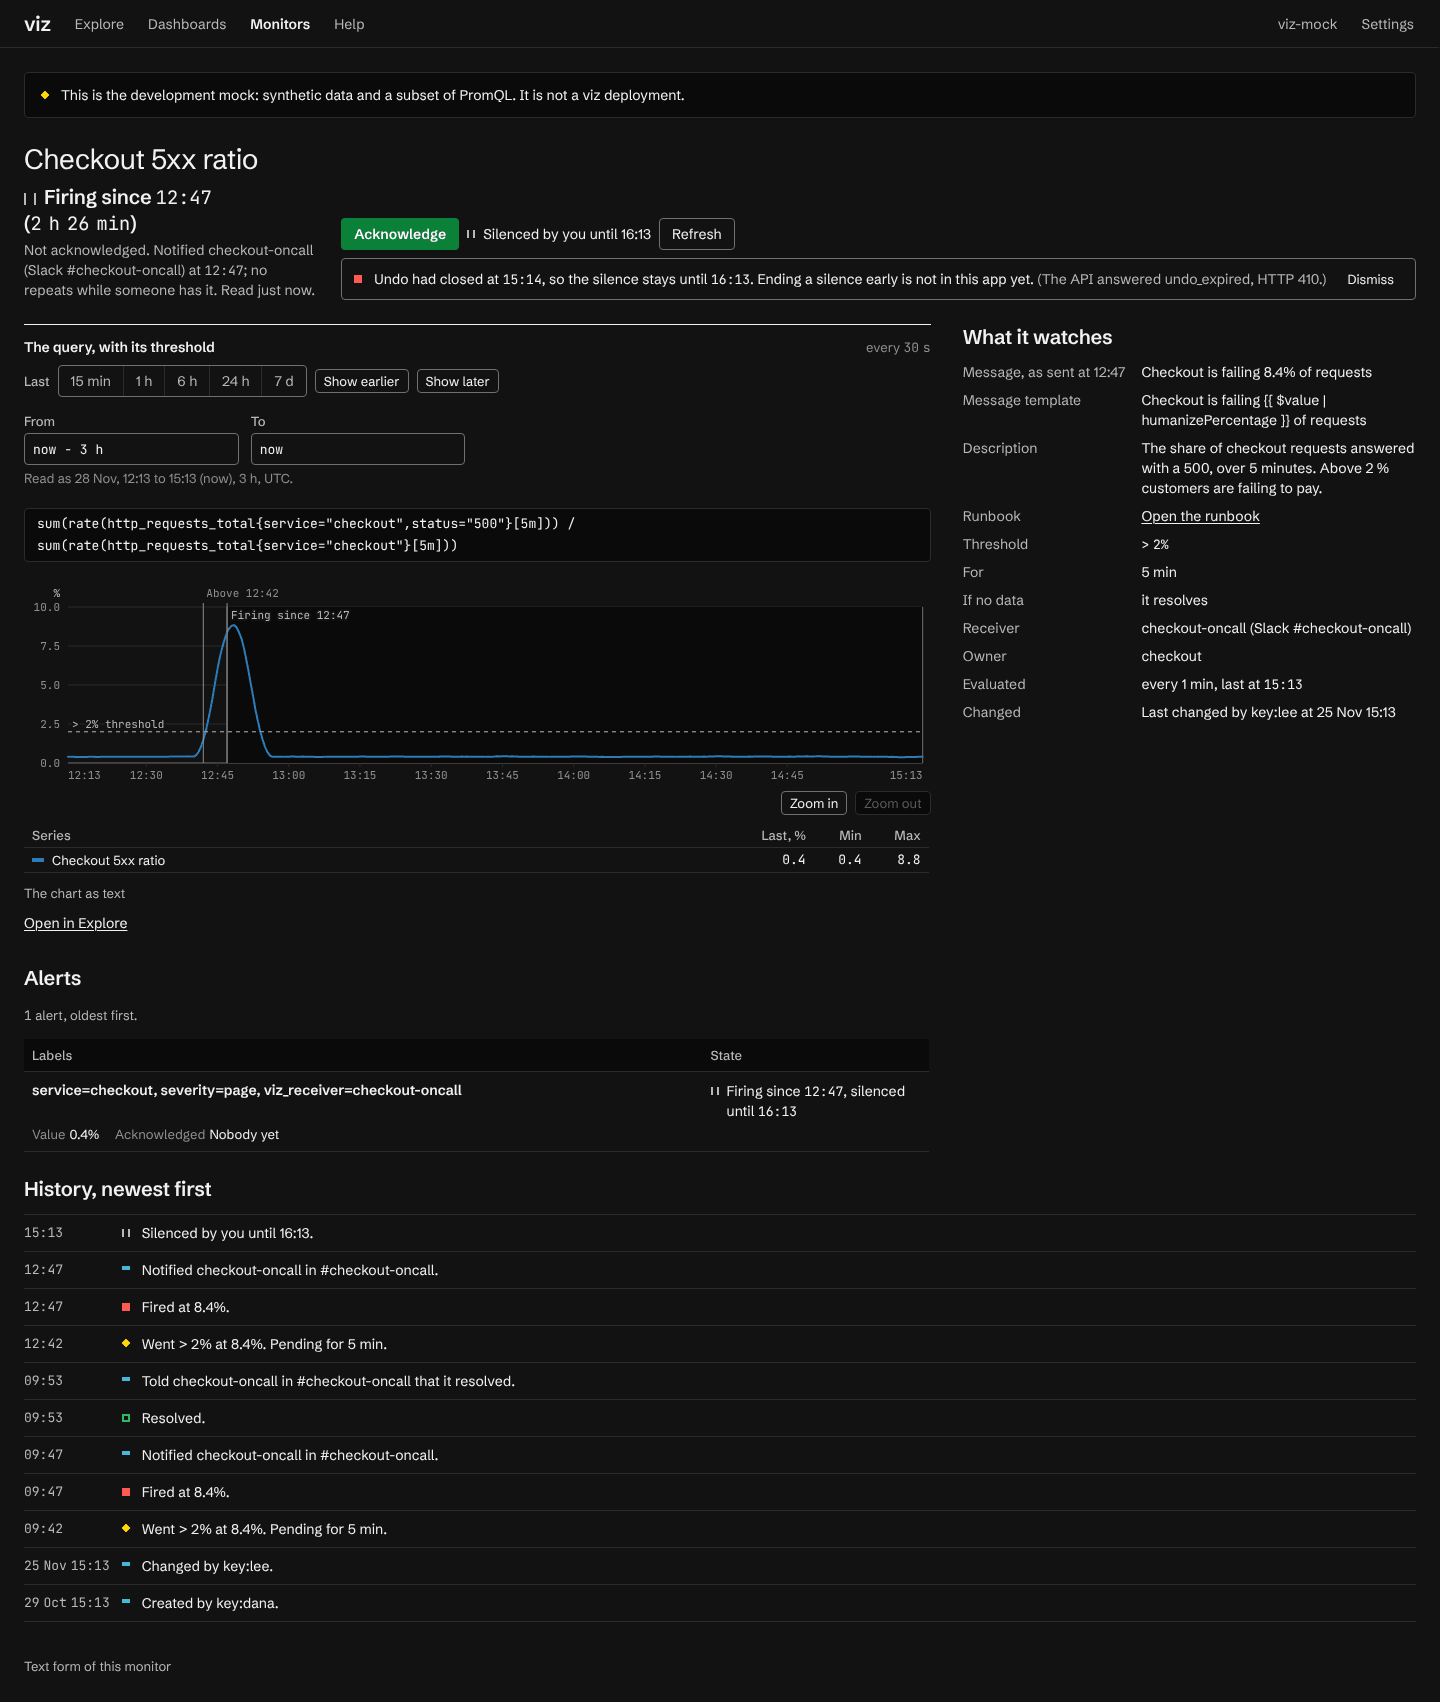 viz Explore Dashboards Monitors Help viz-mock Settings
This is the development mock: synthetic data and a subset of PromQL. It is not a viz deployment.
Checkout 5xx ratio
Firing since 12:47
(2 h 26 min)
Not acknowledged. Notified checkout-oncall
(Slack #checkout-oncall) at 12:47; no
repeats while someone has it. Read just now.
Acknowledge Silenced by you until 16:13 Refresh
Undo had closed at 15:14, so the silence stays until 16:13. Ending a silence early is not in this app yet. (The API answered undo_expired, HTTP 410.) Dismiss
The query, with its threshold every 30 s
Last 15 min 1 h 6 h 24 h 7 d Show earlier Show later
From To
now - 3 h now
Read as 28 Nov, 12:13 to 15:13 (now), 3 h, UTC.
sum(rate(http_requests_total{service="checkout",status="500"}[5m])) /
sum(rate(http_requests_total{service="checkout"}[5m]))
% Above 12:42
10.0 Firing since 12:47
7.5
5.0
2.5 > 2% threshold
0.0
12:13 12:30 12:45 13:00 13:15 13:30 13:45 14:00 14:15 14:30 14:45 15:13
Zoom in Zoom out
Series Last, % Min Max
Checkout 5xx ratio 0.4 0.4 8.8
The chart as text
Open in Explore
What it watches
Message, as sent at 12:47 Checkout is failing 8.4% of requests
Message template Checkout is failing {{ $value |
humanizePercentage }} of requests
Description The share of checkout requests answered
with a 500, over 5 minutes. Above 2 %
customers are failing to pay.
Runbook Open the runbook
Threshold > 2%
For 5 min
If no data it resolves
Receiver checkout-oncall (Slack #checkout-oncall)
Owner checkout
Evaluated every 1 min, last at 15:13
Changed Last changed by key:lee at 25 Nov 15:13
Alerts
1 alert, oldest first.
Labels State
service=checkout, severity=page, viz_receiver=checkout-oncall Firing since 12:47, silenced
until 16:13
Value 0.4% Acknowledged Nobody yet
History, newest first
15:13 Silenced by you until 16:13.
12:47 Notified checkout-oncall in #checkout-oncall.
12:47 Fired at 8.4%.
12:42 Went > 2% at 8.4%. Pending for 5 min.
09:53 Told checkout-oncall in #checkout-oncall that it resolved.
09:53 Resolved.
09:47 Notified checkout-oncall in #checkout-oncall.
09:47 Fired at 8.4%.
09:42 Went > 2% at 8.4%. Pending for 5 min.
25 Nov 15:13 Changed by key:lee.
29 Oct 15:13 Created by key:dana.
Text form of this monitor